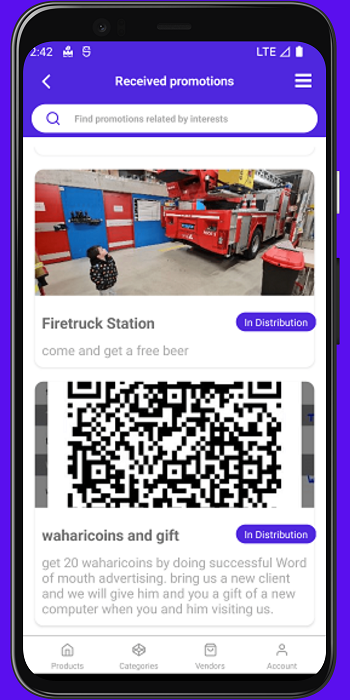 2:42 LTE
Received promotions
Find promotions related by interests
Firetruck Station
In Distribution
come and get a free beer
waharicoins and gift
In Distribution
get 20 waharicoins by doing successful Word
of mouth advertising. bring us a new client
and we will give him and you a gift of a new
computer when you and him visiting us.
Products Categories Vendors Account